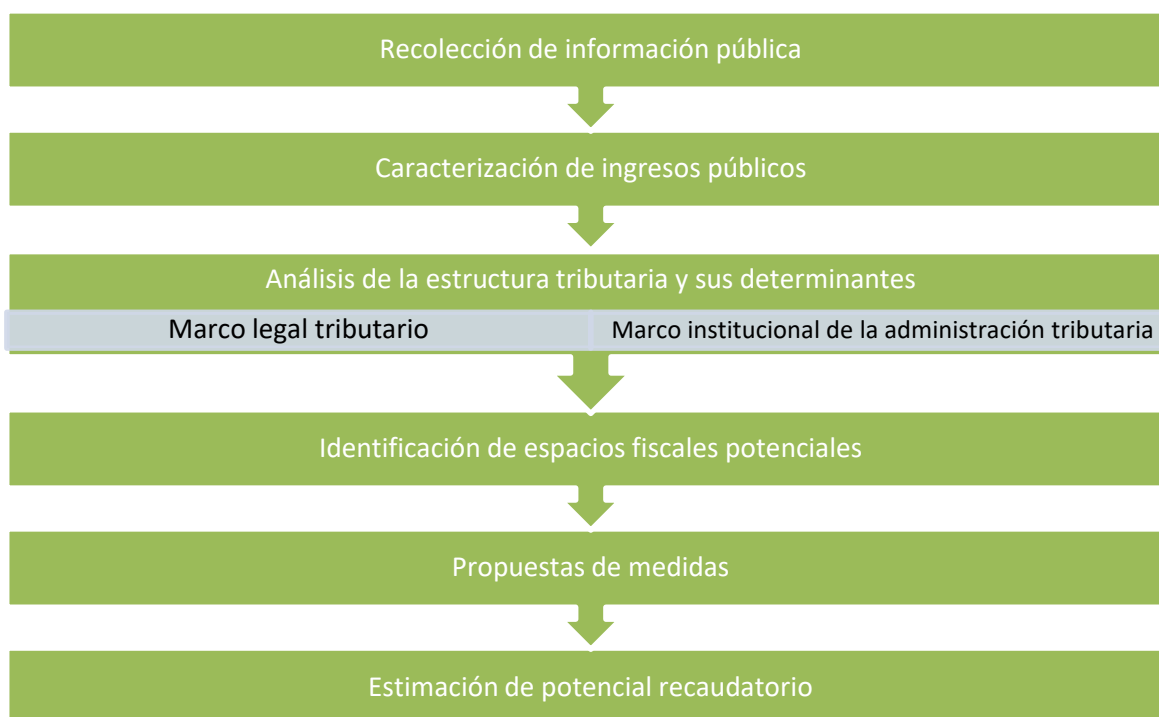 Recolección de información pública
Caracterización de ingresos públicos
Análisis de la estructura tributaria y sus determinantes
Marco legal tributario
Marco institucional de la administración tributaria
Identificación de espacios fiscales potenciales
Propuestas de medidas
Estimación de potencial recaudatorio